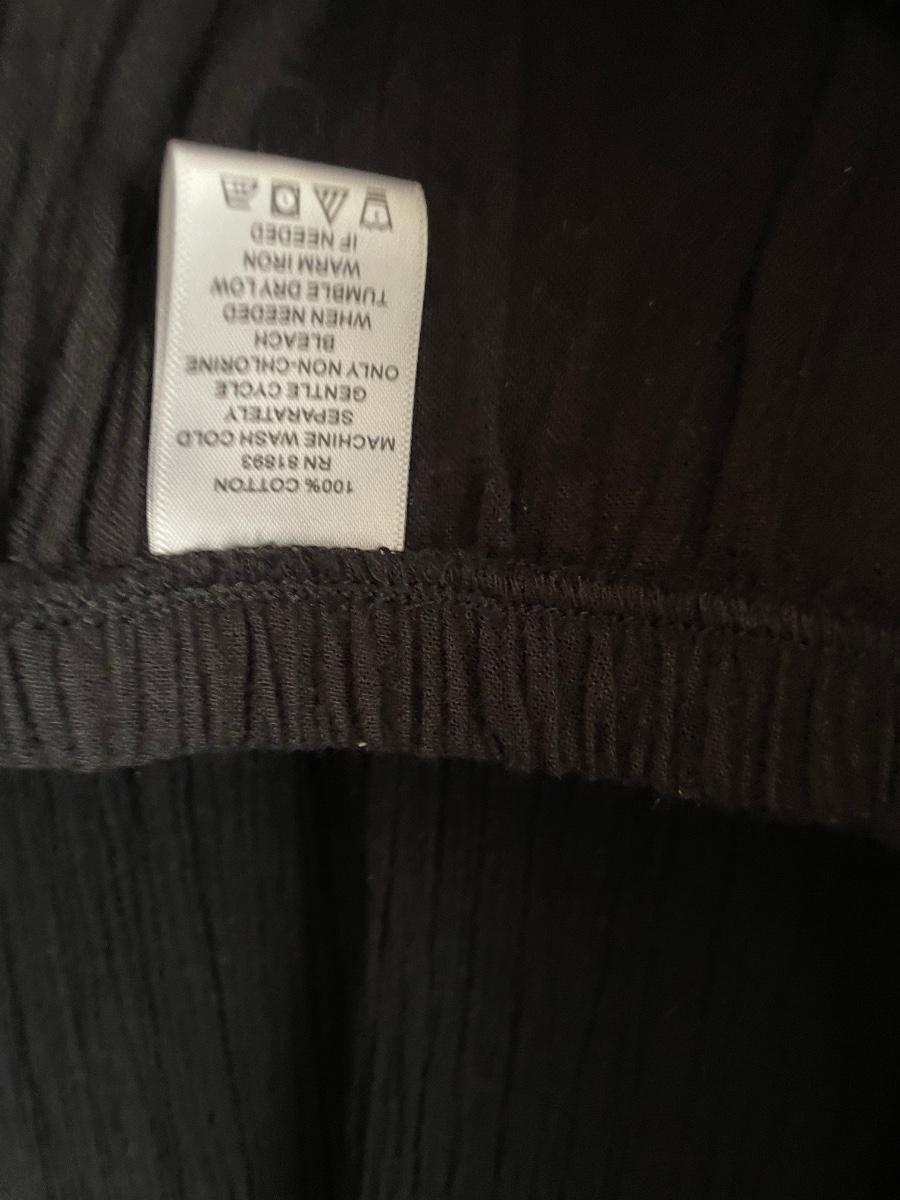 100% COTTON
RN 81893
MACHINE WASH COLD
SEPARATELY
GENTLE CYCLE
ONLY NON-CHLORINE
BLEACH
WHEN NEEDED
TUMBLE DRY LOW
WARM IRON
IF NEEDED